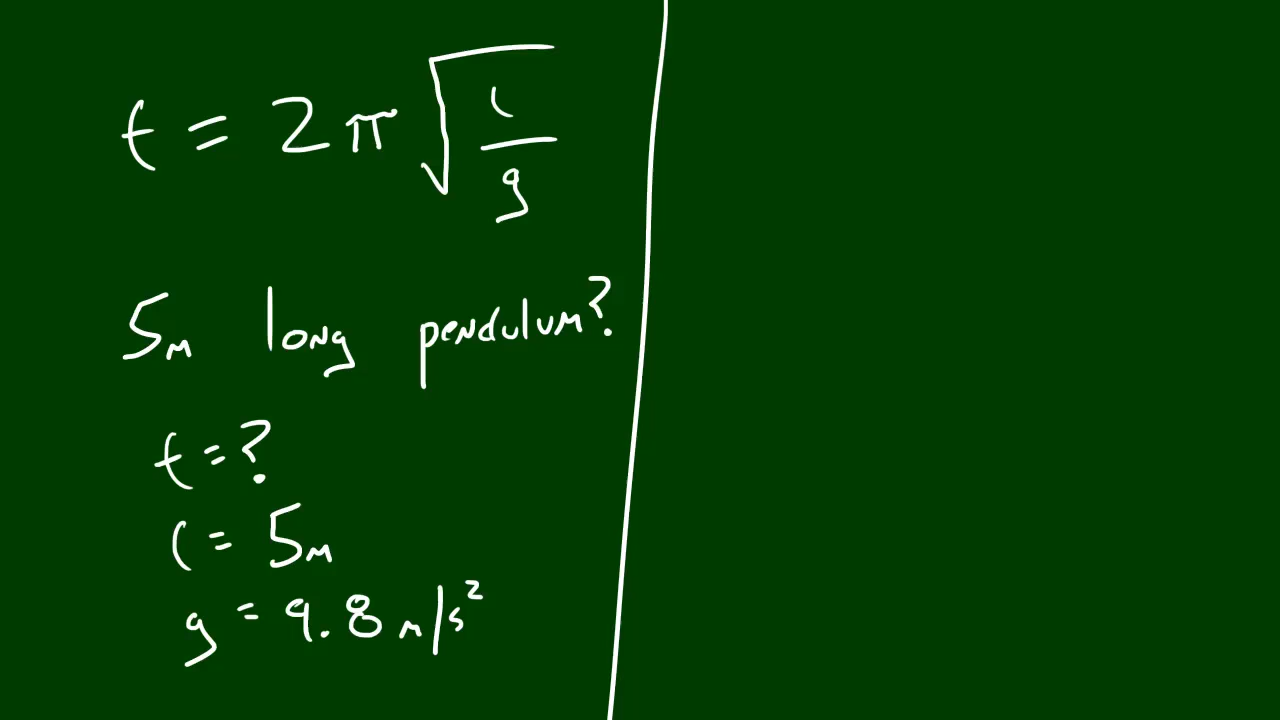 t = 2π √(l/g)
5m long pendulum?
t = ?
l = 5m
g = 9.8 m/s²